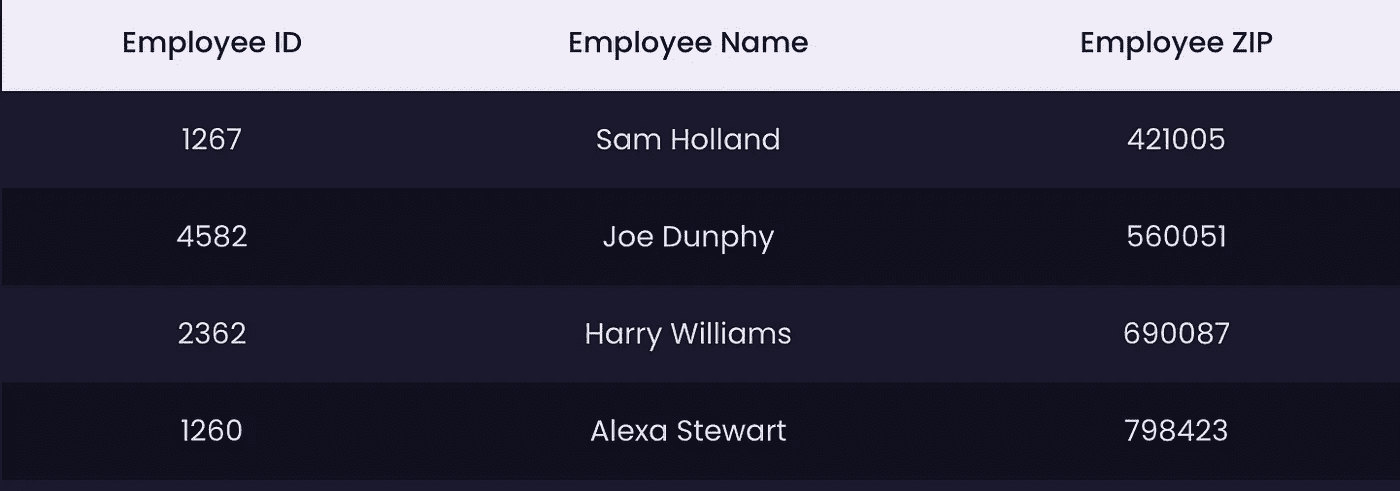 Employee ID Employee Name Employee ZIP
1267 Sam Holland 421005
4582 Joe Dunphy 560051
2362 Harry Williams 690087
1260 Alexa Stewart 798423